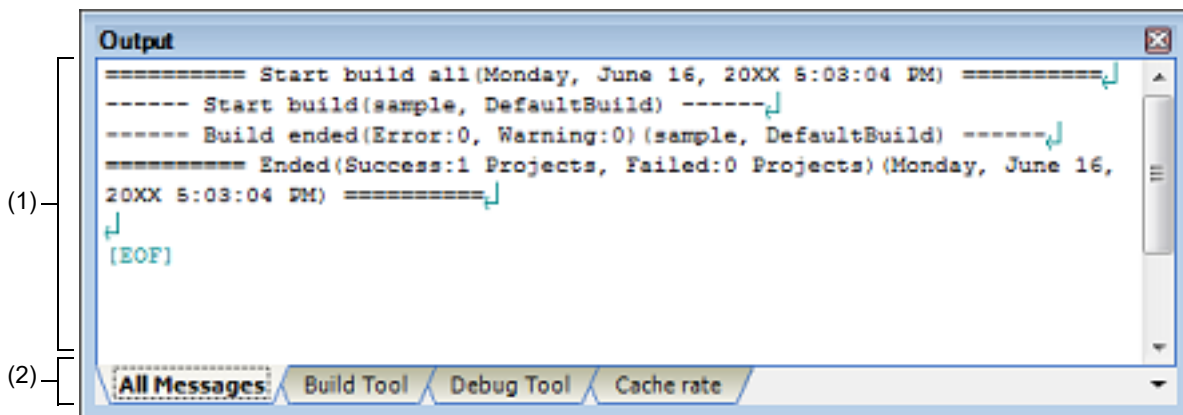 Output
========== Start build all(Monday, June 16, 20XX 5:03:04 PM) ==========
------ Start build(sample, DefaultBuild) ------
------ Build ended(Error:0, Warning:0)(sample, DefaultBuild) ------
========== Ended(Success:1 Projects, Failed:0 Projects)(Monday, June 16,
20XX 5:03:04 PM) ==========
[EOF]
(1)
(2)
All Messages Build Tool Debug Tool Cache rate